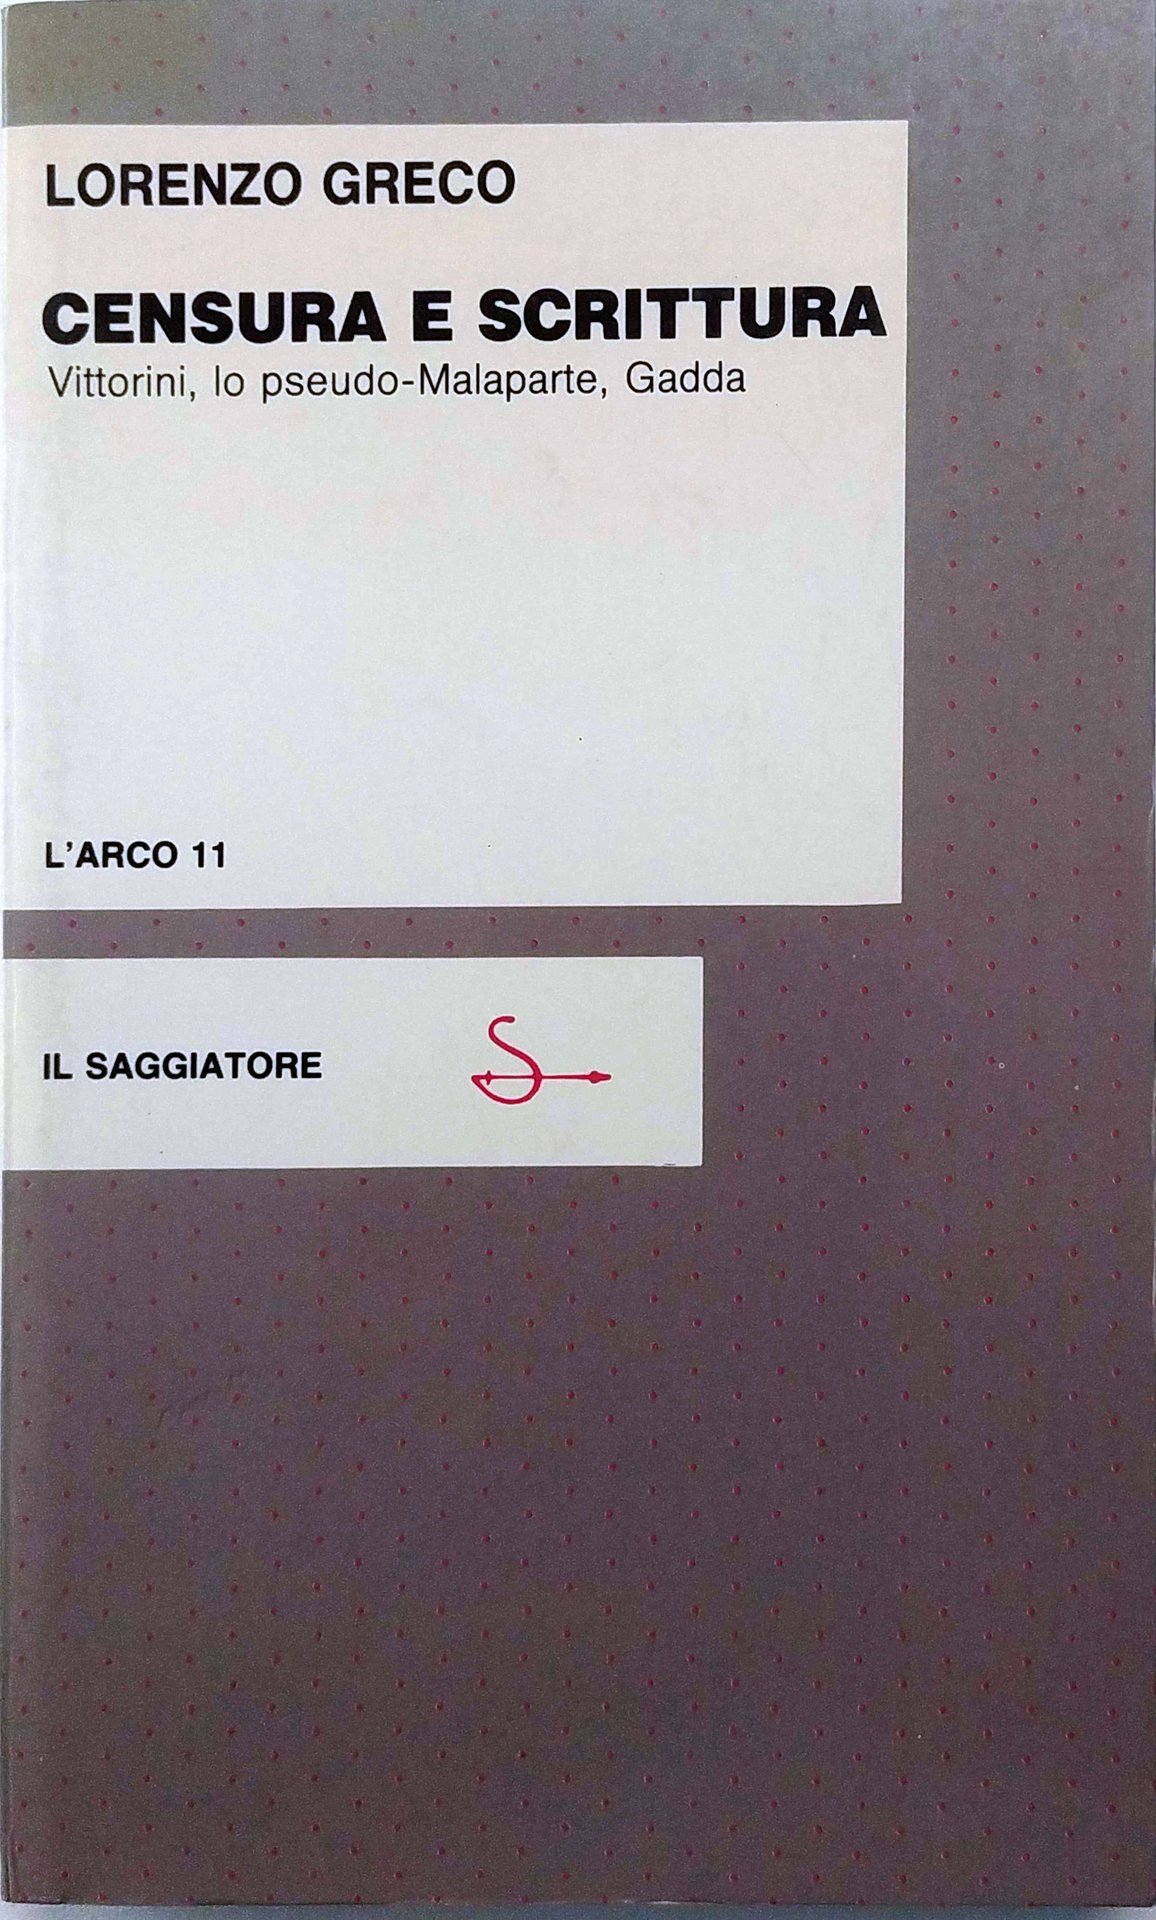 LORENZO GRECO
CENSURA E SCRITTURA
Vittorini, lo pseudo-Malaparte, Gadda
L'ARCO 11
IL SAGGIATORE